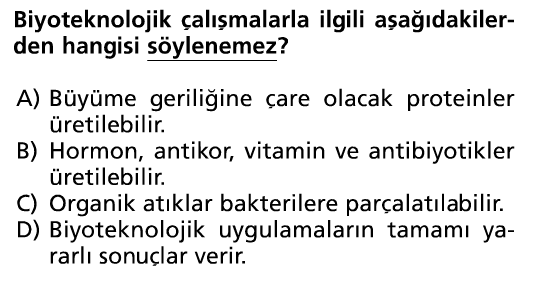 Biyoteknolojik çalışmalarla ilgili aşağıdakiler-
den hangisi söylenemez?
A) Büyüme geriliğine çare olacak proteinler
üretilebilir.
B) Hormon, antikor, vitamin ve antibiyotikler
üretilebilir.
C) Organik atıklar bakterilere parçalatılabilir.
D) Biyoteknolojik uygulamaların tamamı ya-
rarlı sonuçlar verir.